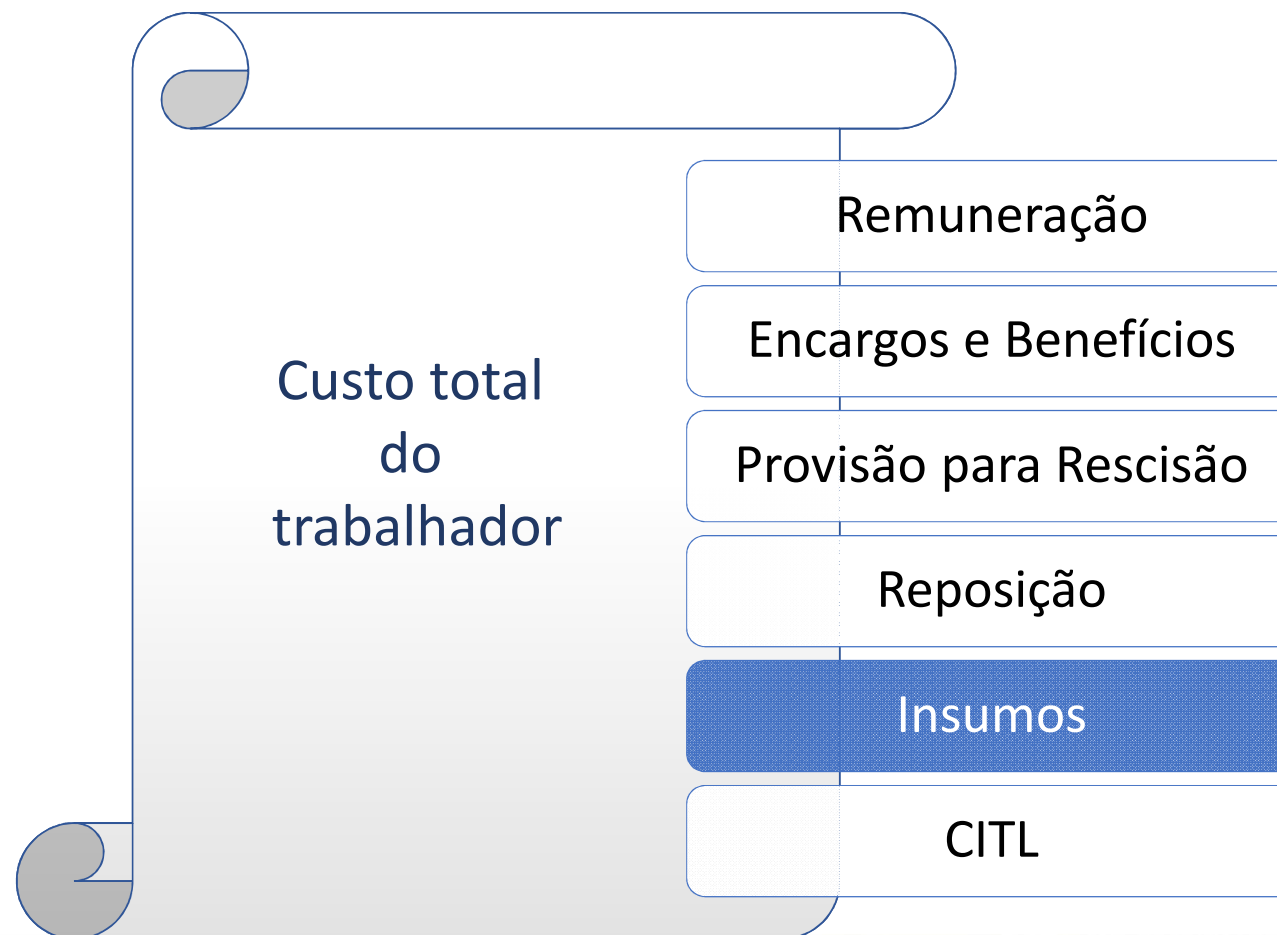 Custo total
do
trabalhador
Remuneração
Encargos e Benefícios
Provisão para Rescisão
Reposição
Insumos
CITL